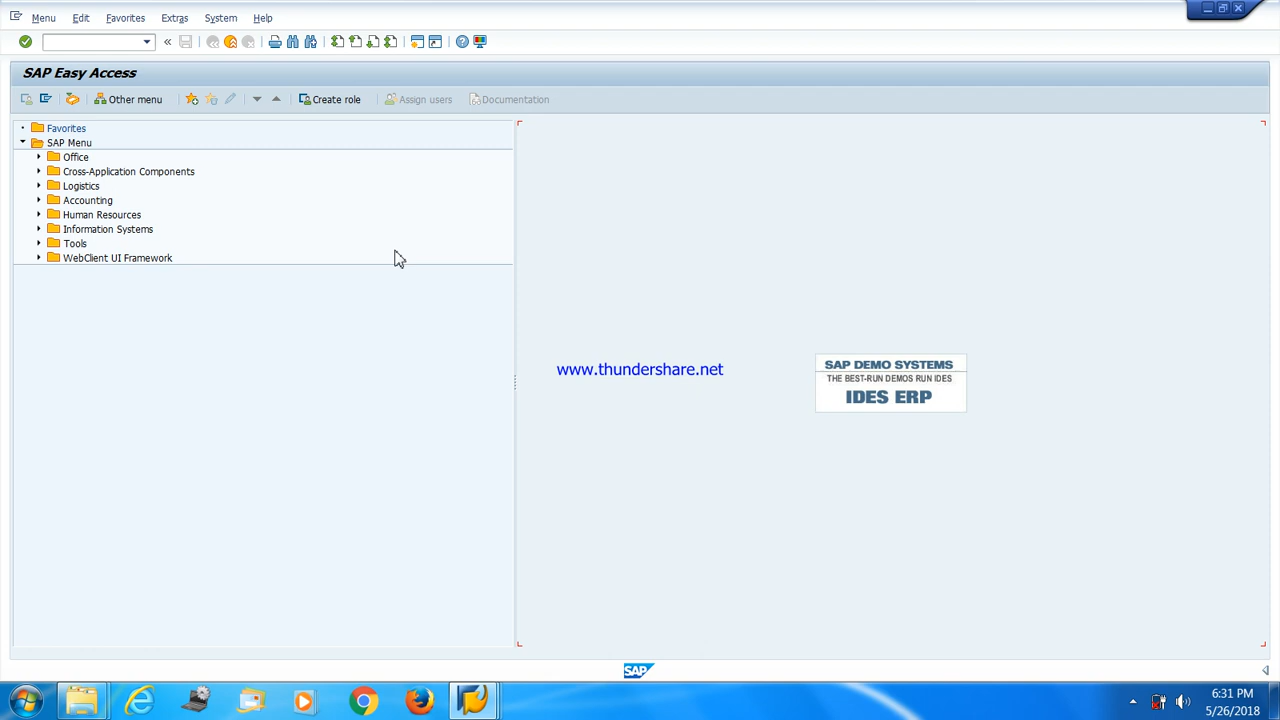 Menu Edit Favorites Extras System Help
«
SAP Easy Access
Other menu Create role Assign users Documentation
Favorites
SAP Menu
Office
Cross-Application Components
Logistics
Accounting
Human Resources
Information Systems
Tools
WebClient UI Framework
www.thundershare.net
SAP DEMO SYSTEMS
THE BEST-RUN DEMOS RUN IDES
IDES ERP
SAP
6:31 PM
5/26/2018